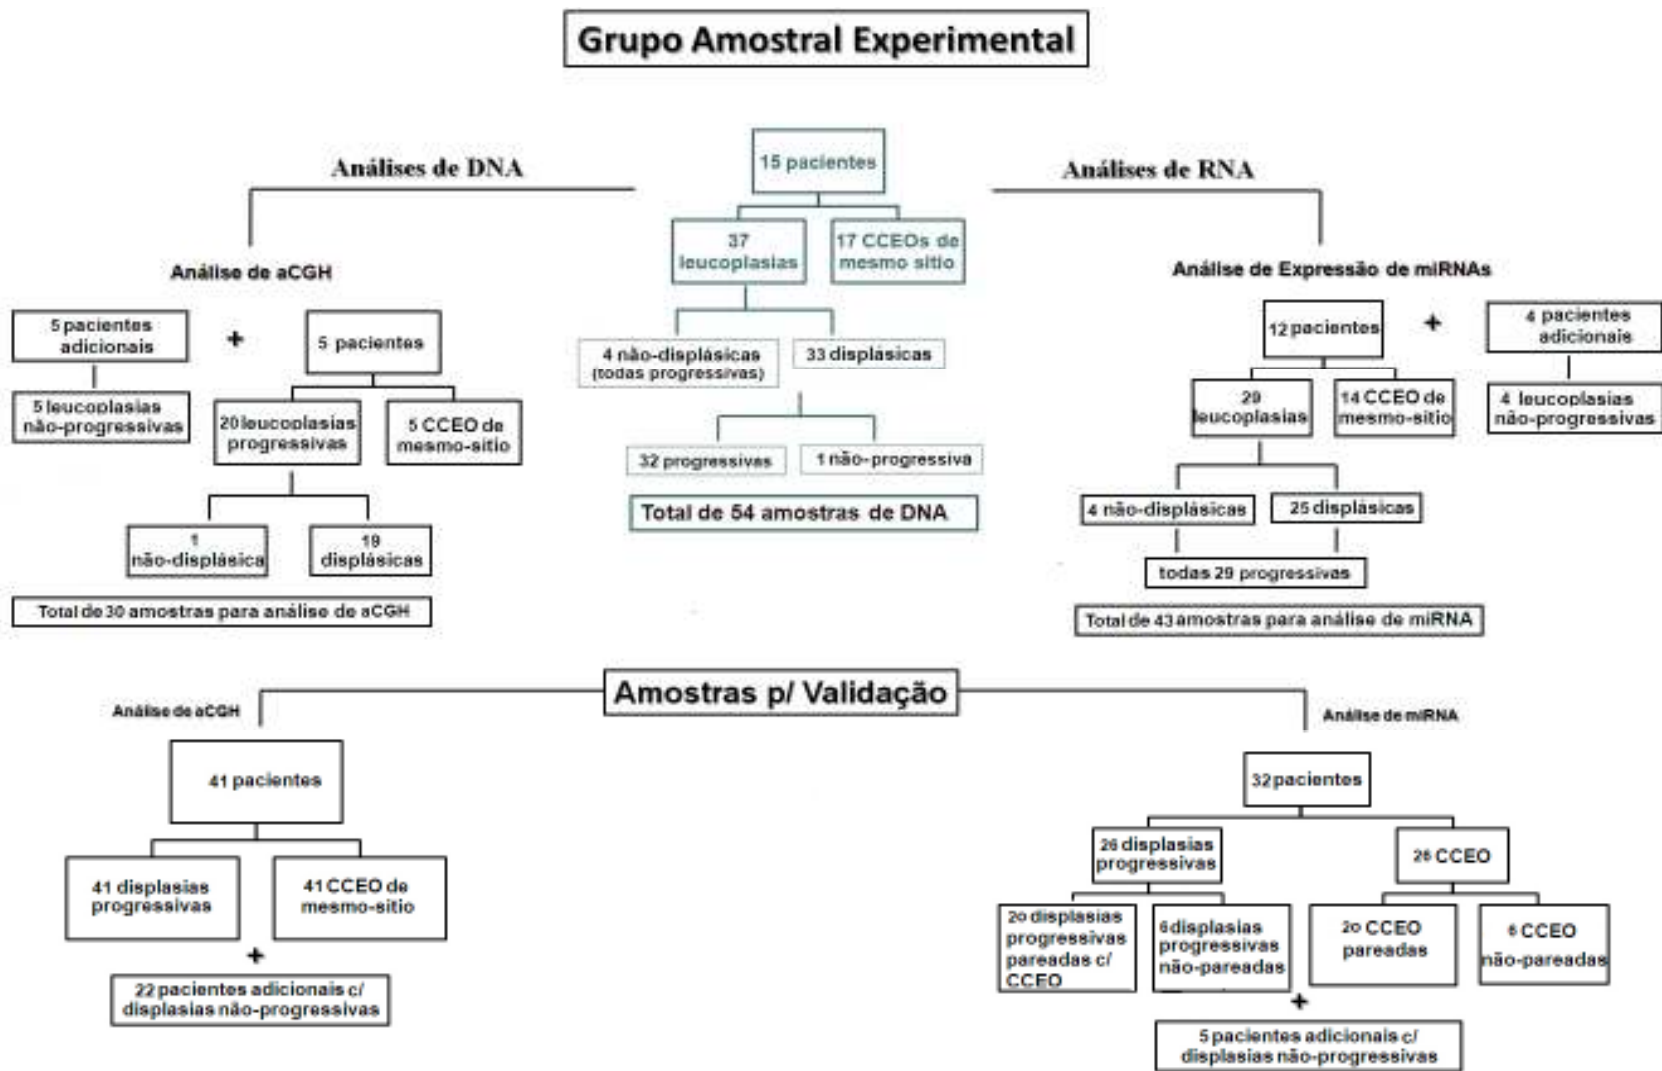 Grupo Amostral Experimental
Análises de DNA
15 pacientes
Análises de RNA
37
leucoplasias
17 CCEOs de
mesmo sítio
Análise de aCGH
5 pacientes
adicionais
+
5 pacientes
5 leucoplasias
não-progressivas
20 leucoplasias
progressivas
5 CCEO de
mesmo-sítio
1
não-displásica
19
displásicas
Total de 30 amostras para análise de aCGH
4 não-displásicas
(todas progressivas)
33 displásicas
32 progressivas
1 não-progressiva
Total de 54 amostras de DNA
Análise de Expressão de miRNAs
12 pacientes
+
4 pacientes
adicionais
29
leucoplasias
14 CCEO de
mesmo-sítio
4 leucoplasias
não-progressivas
4 não-displásicas
25 displásicas
todas 29 progressivas
Total de 43 amostras para análise de miRNA
Amostras p/ Validação
Análise de aCGH
41 pacientes
41 displasias
progressivas
41 CCEO de
mesmo-sítio
+
22 pacientes adicionais c/
displasias não-progressivas
Análise de miRNA
32 pacientes
26 displasias
progressivas
26 CCEO
20 displasias
progressivas
pareadas c/
CCEO
6 displasias
progressivas
não-pareadas
20 CCEO
pareadas
6 CCEO
não-pareadas
+
5 pacientes adicionais c/
displasias não-progressivas